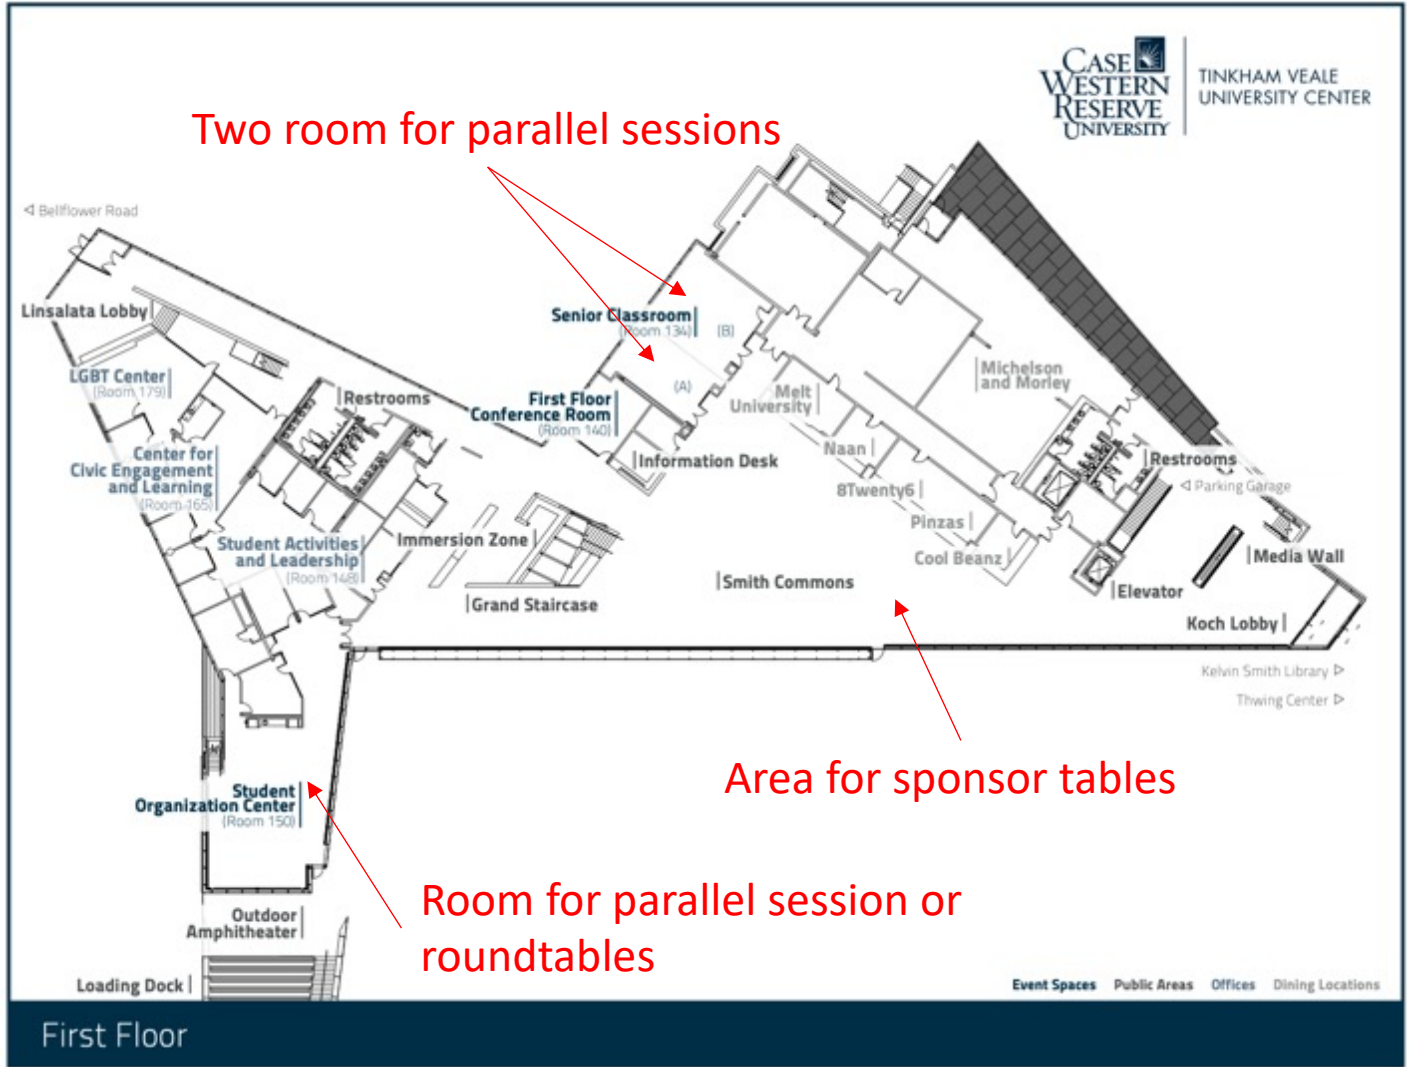 CASE
WESTERN
RESERVE
UNIVERSITY
TINKHAM VEALE
UNIVERSITY CENTER
Two room for parallel sessions
Bellflower Road
Linsalata Lobby
Senior Classroom
(Room 134)
(B)
(A)
LGBT Center
(Room 179)
Restrooms
First Floor
Conference Room
(Room 140)
Melt
University
Michelson
and Morley
Center for
Civic Engagement
and Learning
(Room 165)
Information Desk
Naan
8Twenty6
Pinzas
Cool Beanz
Restrooms
Parking Garage
Student Activities
and Leadership
(Room 148)
Immersion Zone
Grand Staircase
Smith Commons
Elevator
Media Wall
Koch Lobby
Kelvin Smith Library
Thwing Center
Area for sponsor tables
Student
Organization Center
(Room 150)
Room for parallel session or
roundtables
Outdoor
Amphitheater
Loading Dock
Event Spaces Public Areas Offices Dining Locations
First Floor